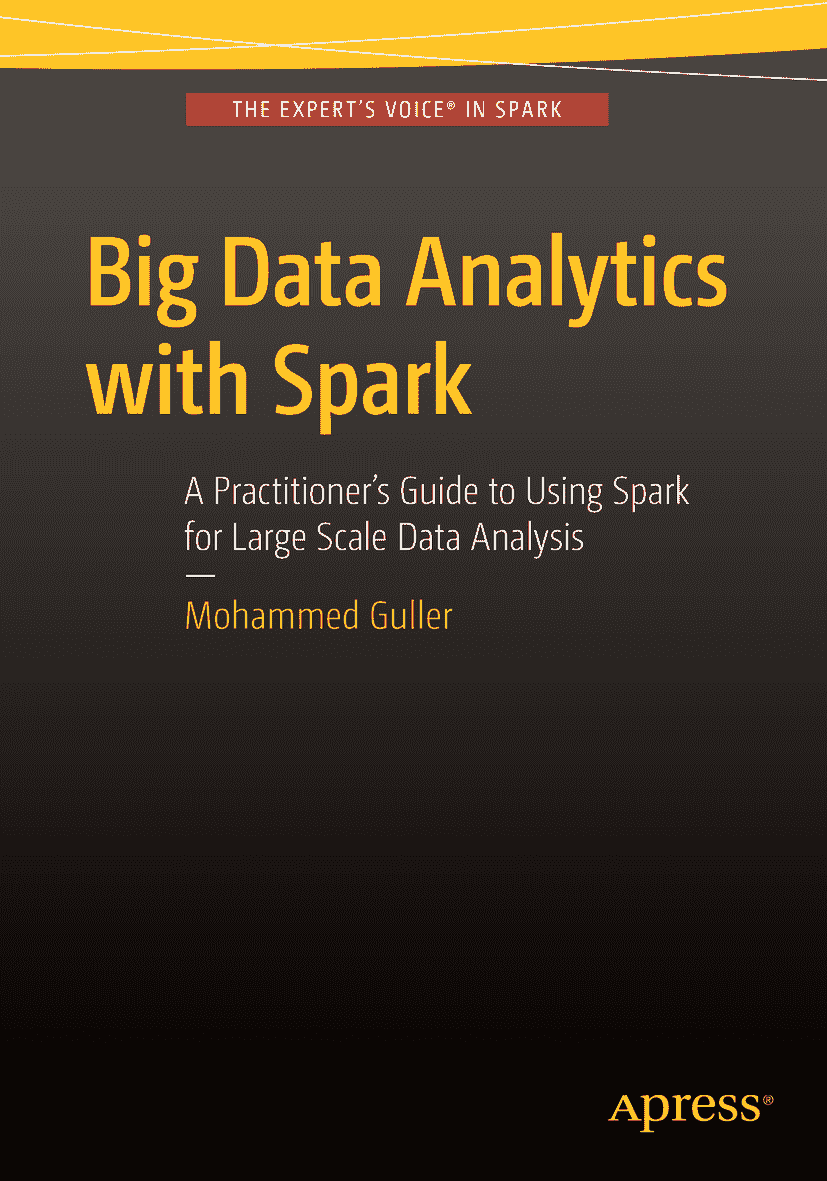 THE EXPERT'S VOICE® IN SPARK
Big Data Analytics
with Spark
A Practitioner's Guide to Using Spark
for Large Scale Data Analysis
Mohammed Guller
Apress®